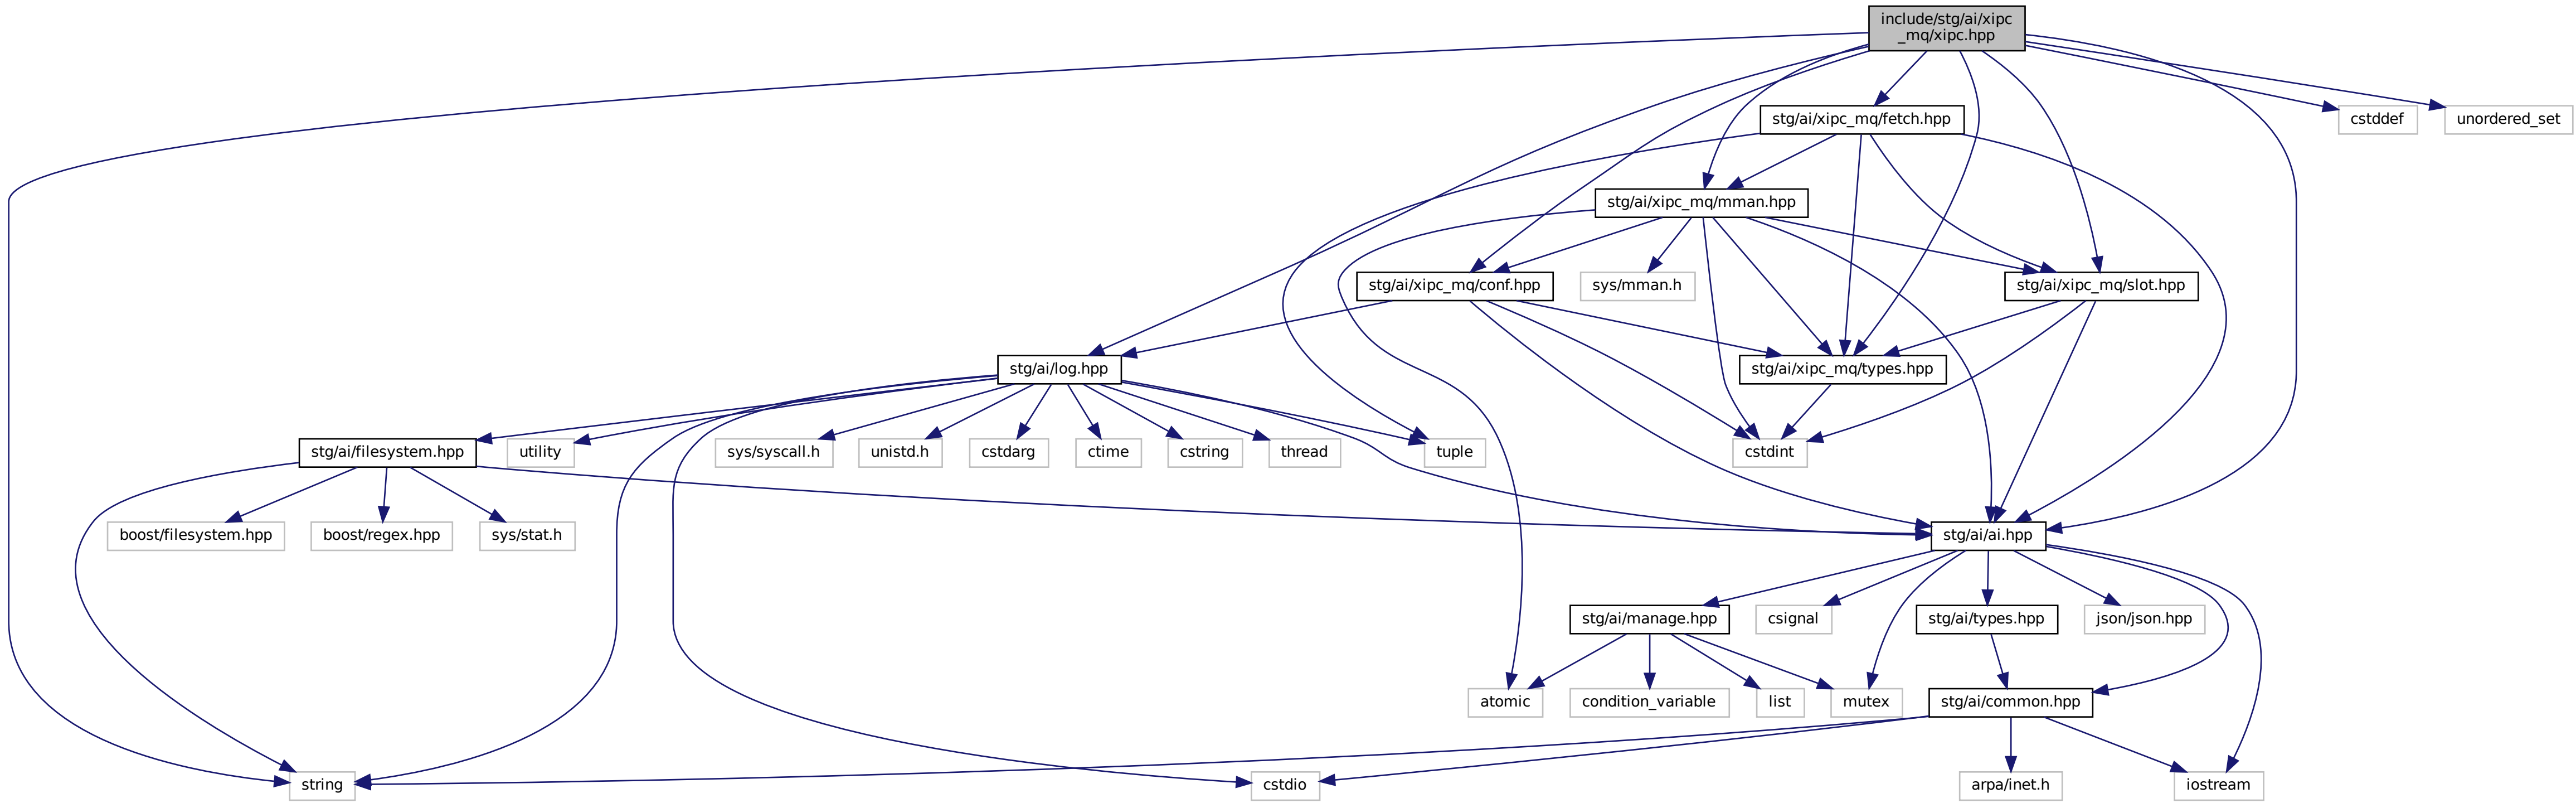 include/stg/ai/xipc
_mq/xipc.hpp
stg/ai/xipc_mq/fetch.hpp
cstddef
unordered_set
stg/ai/xipc_mq/mman.hpp
stg/ai/xipc_mq/conf.hpp
sys/mman.h
stg/ai/xipc_mq/slot.hpp
stg/ai/log.hpp
stg/ai/xipc_mq/types.hpp
stg/ai/filesystem.hpp
utility
sys/syscall.h
unistd.h
cstdarg
ctime
cstring
thread
tuple
cstdint
boost/filesystem.hpp
boost/regex.hpp
sys/stat.h
stg/ai/ai.hpp
stg/ai/manage.hpp
csignal
stg/ai/types.hpp
json/json.hpp
atomic
condition_variable
list
mutex
stg/ai/common.hpp
string
cstdio
arpa/inet.h
iostream